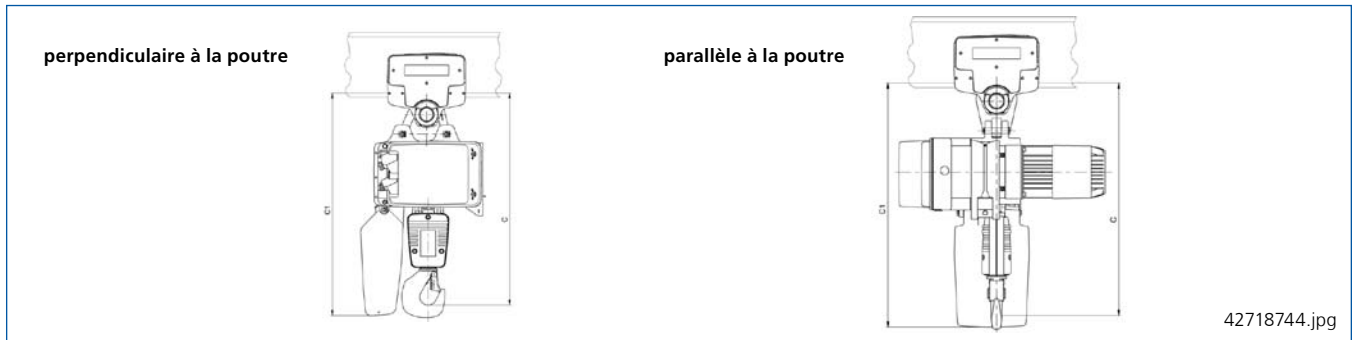 perpendiculaire à la poutre
parallèle à la poutre
C1
C
C1
C
42718744.jpg